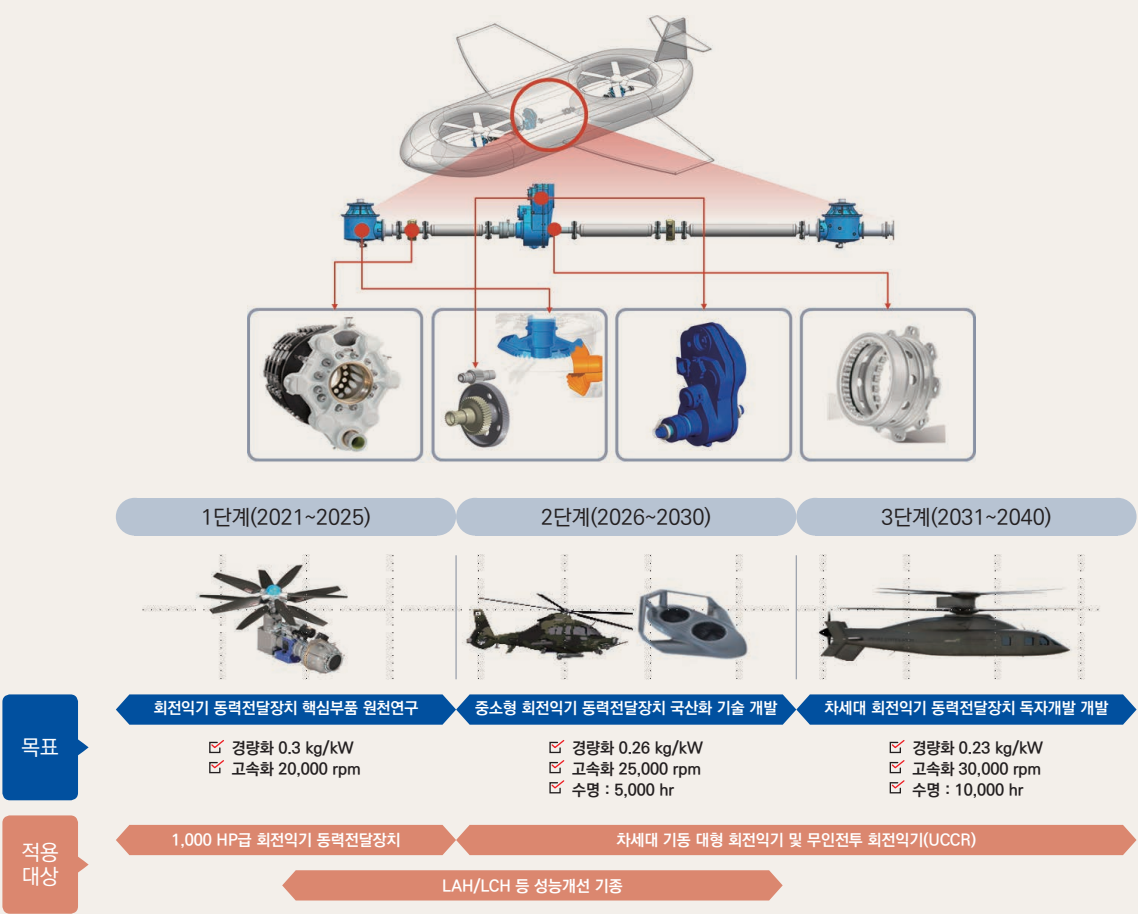 1단계(2021~2025)
2단계(2026~2030)
3단계(2031~2040)
목표
회전익기 동력전달장치 핵심부품 원천연구
중소형 회전익기 동력전달장치 국산화 기술 개발
차세대 회전익기 동력전달장치 독자개발 개발
경량화 0.3 kg/kW
고속화 20,000 rpm
경량화 0.26 kg/kW
고속화 25,000 rpm
수명 : 5,000 hr
경량화 0.23 kg/kW
고속화 30,000 rpm
수명 : 10,000 hr
적용
대상
1,000 HP급 회전익기 동력전달장치
차세대 기동 대형 회전익기 및 무인전투 회전익기(UCCR)
LAH/LCH 등 성능개선 기종